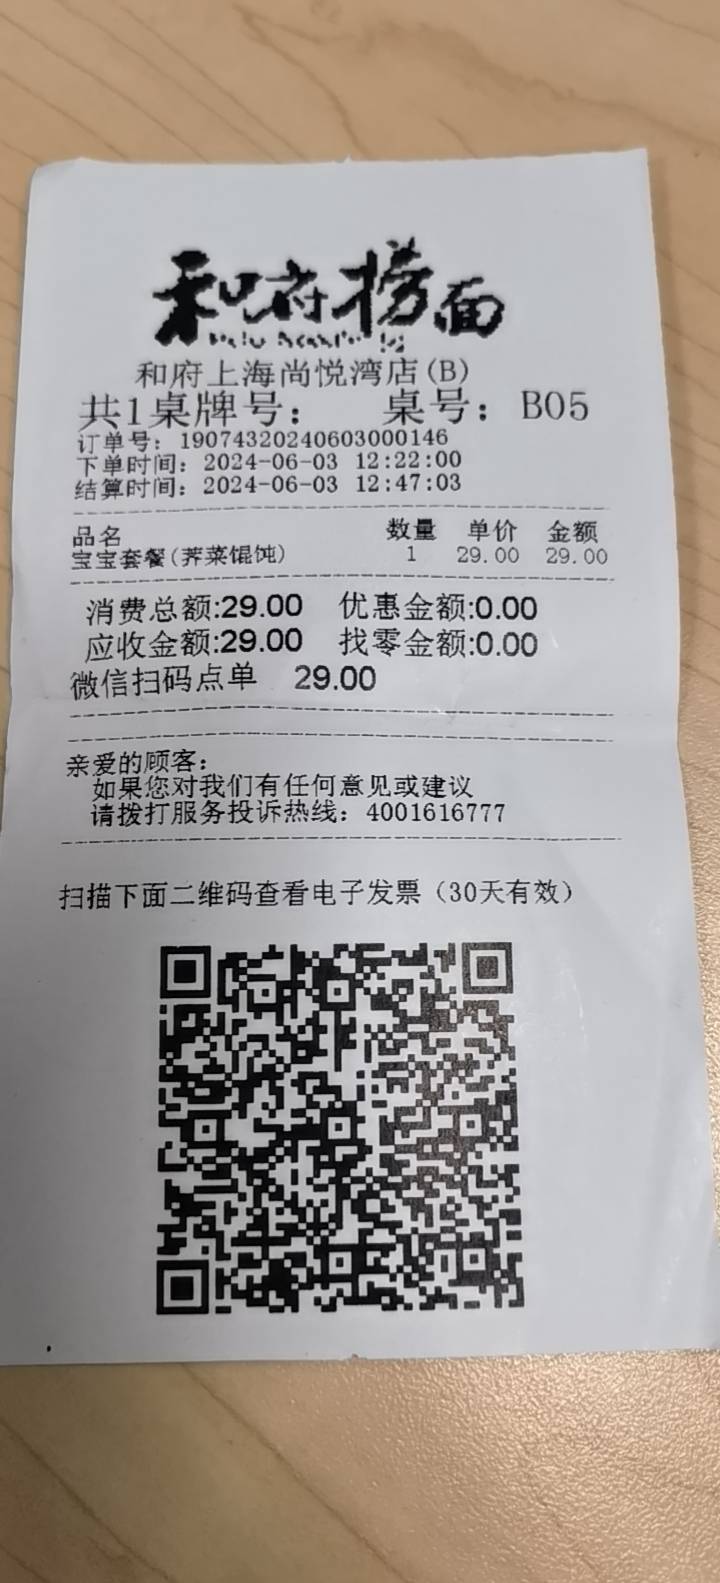 和府捞面
和府上海尚悦湾店(B)
共1桌牌号： 桌号：B05
订单号：19074320240603000146
下单时间：2024-06-03 12:22:00
结算时间：2024-06-03 12:47:03
品名 数量 单价 金额
宝宝套餐(荠菜馄饨) 1 29.00 29.00
消费总额:29.00 优惠金额:0.00
应收金额:29.00 找零金额:0.00
微信扫码点单 29.00
亲爱的顾客：
如果您对我们有任何意见或建议
请拨打服务投诉热线：4001616777
扫描下面二维码查看电子发票（30天有效）